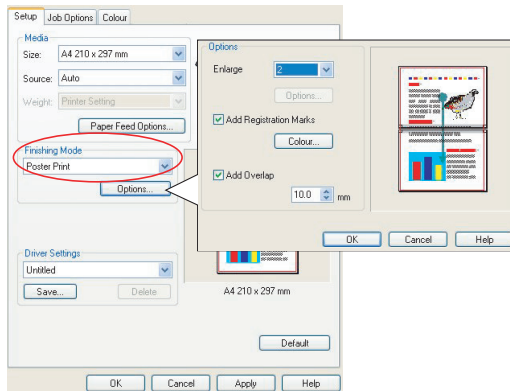 Setup Job Options Colour
Media
Size: A4 210 x 297 mm
Source: Auto
Weight: Printer Setting
Paper Feed Options...
Finishing Mode
Poster Print
Options...
Driver Settings
Untitled
Save... Delete
A4 210 x 297 mm
Default
OK Cancel Apply Help
Options
Enlarge 2
Options...
Add Registration Marks
Colour...
Add Overlap
10.0 mm
OK Cancel Help